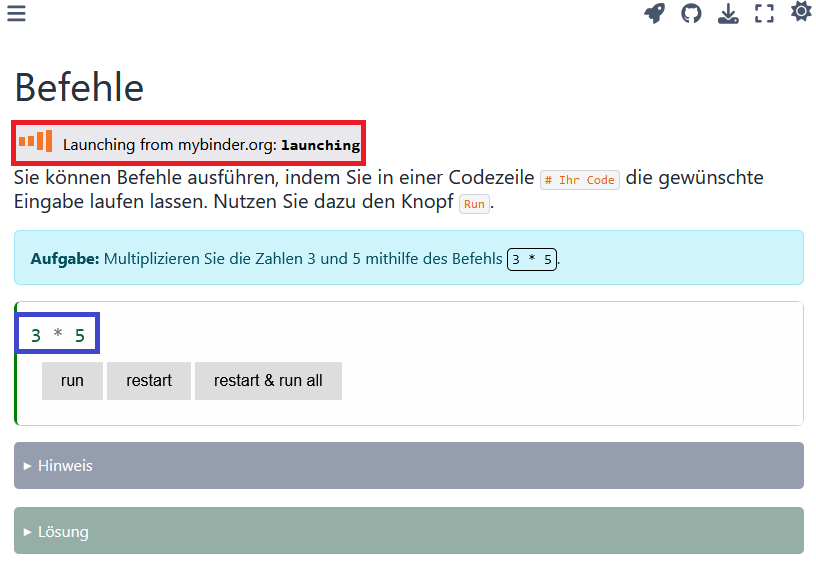 Befehle
Launching from mybinder.org: launching
Sie können Befehle ausführen, indem Sie in einer Codezeile # Ihr Code die gewünschte
Eingabe laufen lassen. Nutzen Sie dazu den Knopf Run.
Aufgabe: Multiplizieren Sie die Zahlen 3 und 5 mithilfe des Befehls 3 * 5.
3 * 5
run restart restart & run all
▸ Hinweis
▸ Lösung